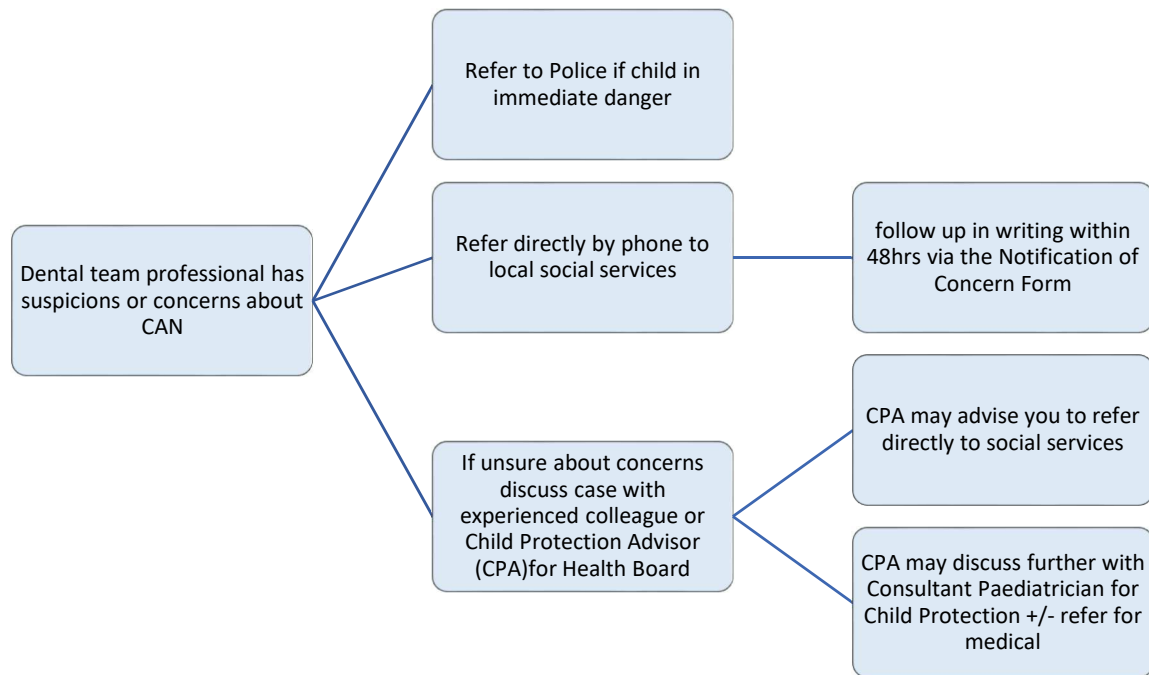 Refer to Police if child in
immediate danger
Dental team professional has
suspicions or concerns about
CAN
Refer directly by phone to
local social services
follow up in writing within
48hrs via the Notification of
Concern Form
If unsure about concerns
discuss case with
experienced colleague or
Child Protection Advisor
(CPA)for Health Board
CPA may advise you to refer
directly to social services
CPA may discuss further with
Consultant Paediatrician for
Child Protection +/- refer for
medical